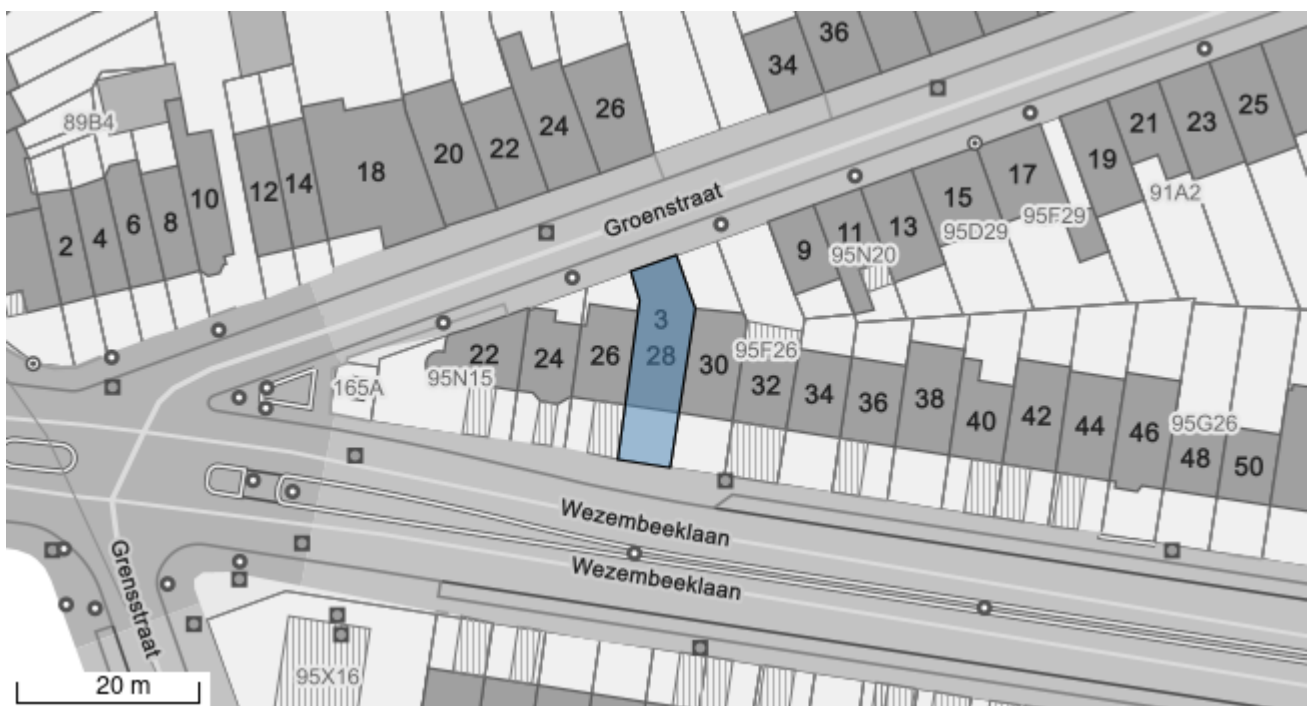 36
34
26
24
22
20
18
14
12
10
8
6
4
2
89B4
Groenstraat
25
23
21
19
17
15
13
11
9
91A2
95F29
95D29
95N20
3
28
22
24
26
30
32
34
36
38
40
42
44
46
48
50
165A
95N15
95F26
95G26
Wezembeeklaan
Wezembeeklaan
Grensstraat
95X16
20 m